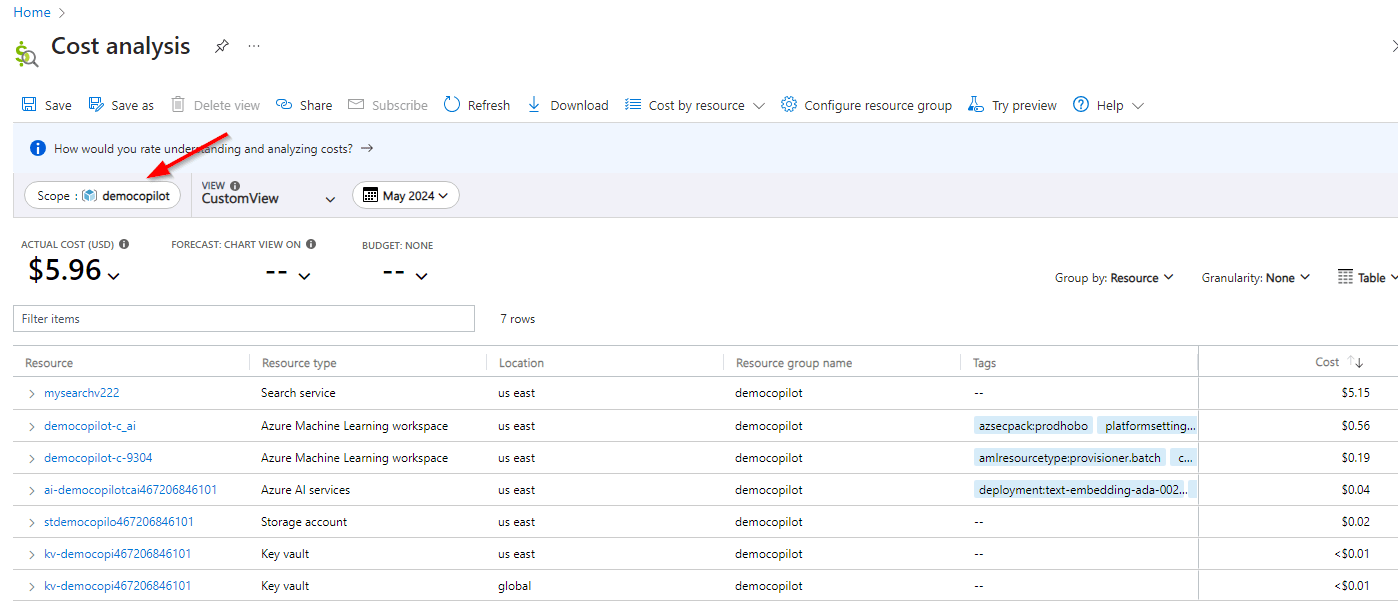 Home
Cost analysis
Save Save as Delete view Share Subscribe Refresh Download Cost by resource Configure resource group Try preview Help
How would you rate understanding and analyzing costs?
Scope : democopilot VIEW CustomView May 2024
ACTUAL COST (USD) FORECAST: CHART VIEW ON BUDGET: NONE
$5.96 -- --
Group by: Resource Granularity: None Table
Filter items 7 rows
Resource Resource type Location Resource group name Tags Cost
mysearchv222 Search service us east democopilot -- $5.15
democopilot-c_ai Azure Machine Learning workspace us east democopilot azsecpack:prodhobo platformsetting... $0.56
democopilot-c-9304 Azure Machine Learning workspace us east democopilot amlresourcetype:provisioner.batch c... $0.19
ai-democopilotcai467206846101 Azure AI services us east democopilot deployment:text-embedding-ada-002... $0.04
stdemocopilo467206846101 Storage account us east democopilot -- $0.02
kv-democopi467206846101 Key vault us east democopilot -- <$0.01
kv-democopi467206846101 Key vault global democopilot -- <$0.01